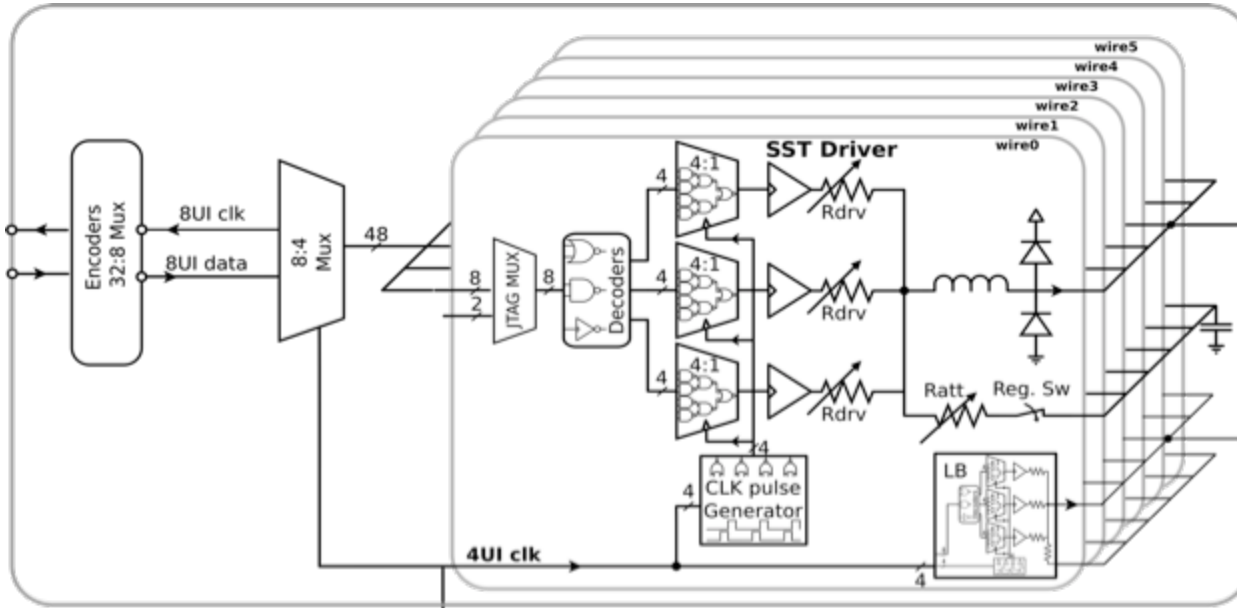 wire5
wire4
wire3
wire2
wire1
wire0
SST Driver
Encoders
32:8 Mux
8UI clk
8UI data
8:4
Mux
48
8
2
JTAG MUX
8
Decoders
4
4:1
Rdrv
4
4:1
Rdrv
4
4:1
Rdrv
Ratt.
Reg. Sw
4
4
CLK pulse
Generator
LB
4UI clk
4